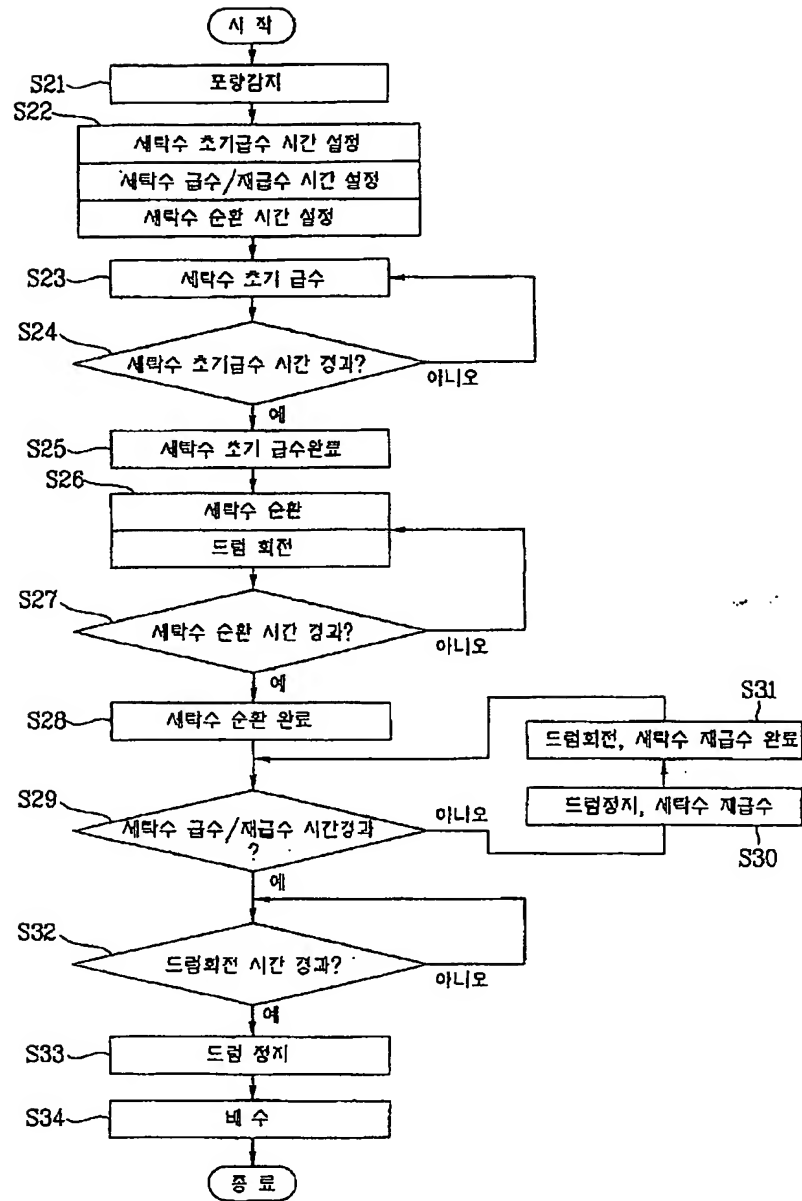 시 작
S21
포량감지
S22
세탁수 초기급수 시간 설정
세탁수 급수/재급수 시간 설정
세탁수 순환 시간 설정
S23
세탁수 초기 급수
S24
세탁수 초기급수 시간 경과?
아니오
예
S25
세탁수 초기 급수완료
S26
세탁수 순환
드럼 회전
S27
세탁수 순환 시간 경과?
아니오
예
S28
세탁수 순환 완료
S31
드럼회전, 세탁수 재급수 완료
드럼정지, 세탁수 재급수
S30
S29
세탁수 급수/재급수 시간경과
?
아니오
예
S32
드럼회전 시간 경과?
아니오
예
S33
드럼 정지
S34
배 수
종 료